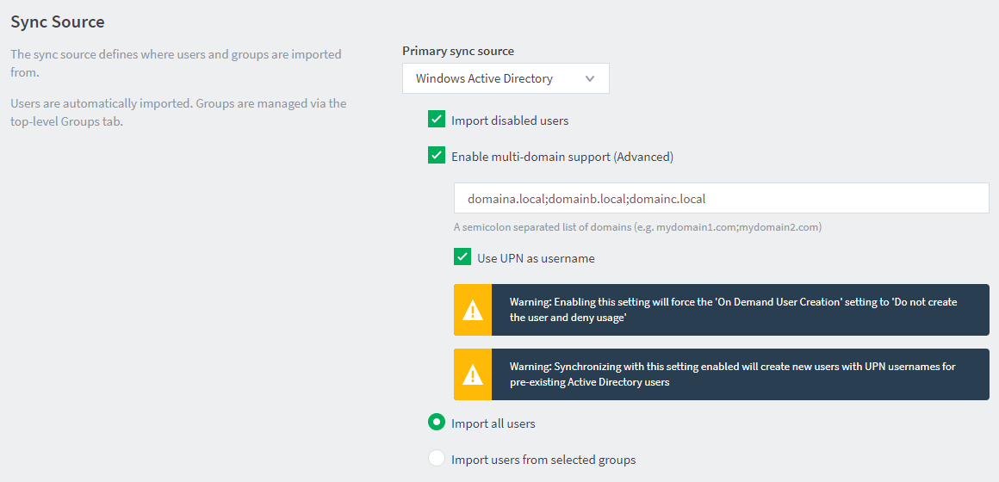 Sync Source
The sync source defines where users and groups are imported
from.
Users are automatically imported. Groups are managed via the
top-level Groups tab.
Primary sync source
Windows Active Directory
Import disabled users
Enable multi-domain support (Advanced)
domaina.local;domainb.local;domainc.local
A semicolon separated list of domains (e.g. mydomain1.com;mydomain2.com)
Use UPN as username
Warning: Enabling this setting will force the 'On Demand User Creation' setting to 'Do not create
the user and deny usage'
Warning: Synchronizing with this setting enabled will create new users with UPN usernames for
pre-existing Active Directory users
Import all users
Import users from selected groups